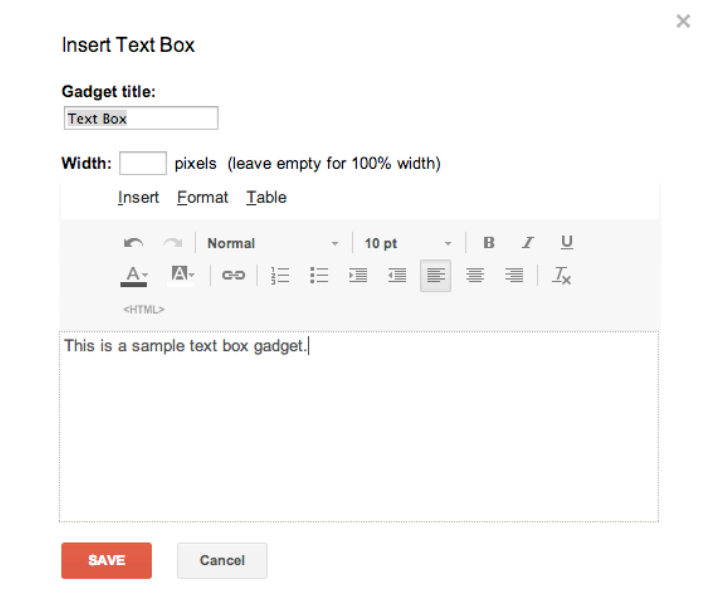 Insert Text Box
Gadget title:
Text Box
Width: pixels (leave empty for 100% width)
Insert Format Table
Normal 10 pt B I U
A A
<HTML>
This is a sample text box gadget.
SAVE Cancel